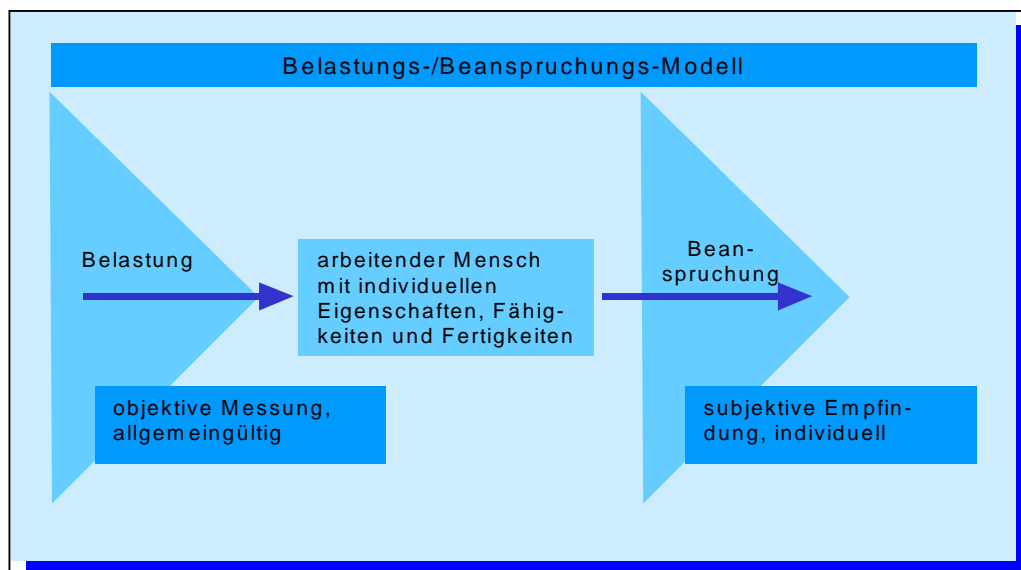 Belastungs-/Beanspruchungs-Modell
Belastung
arbeitender Mensch
mit individuellen
Eigenschaften, Fähig-
keiten und Fertigkeiten
Bean-
spruchung
objektive Messung,
allgemeingültig
subjektive Empfin-
dung, individuell